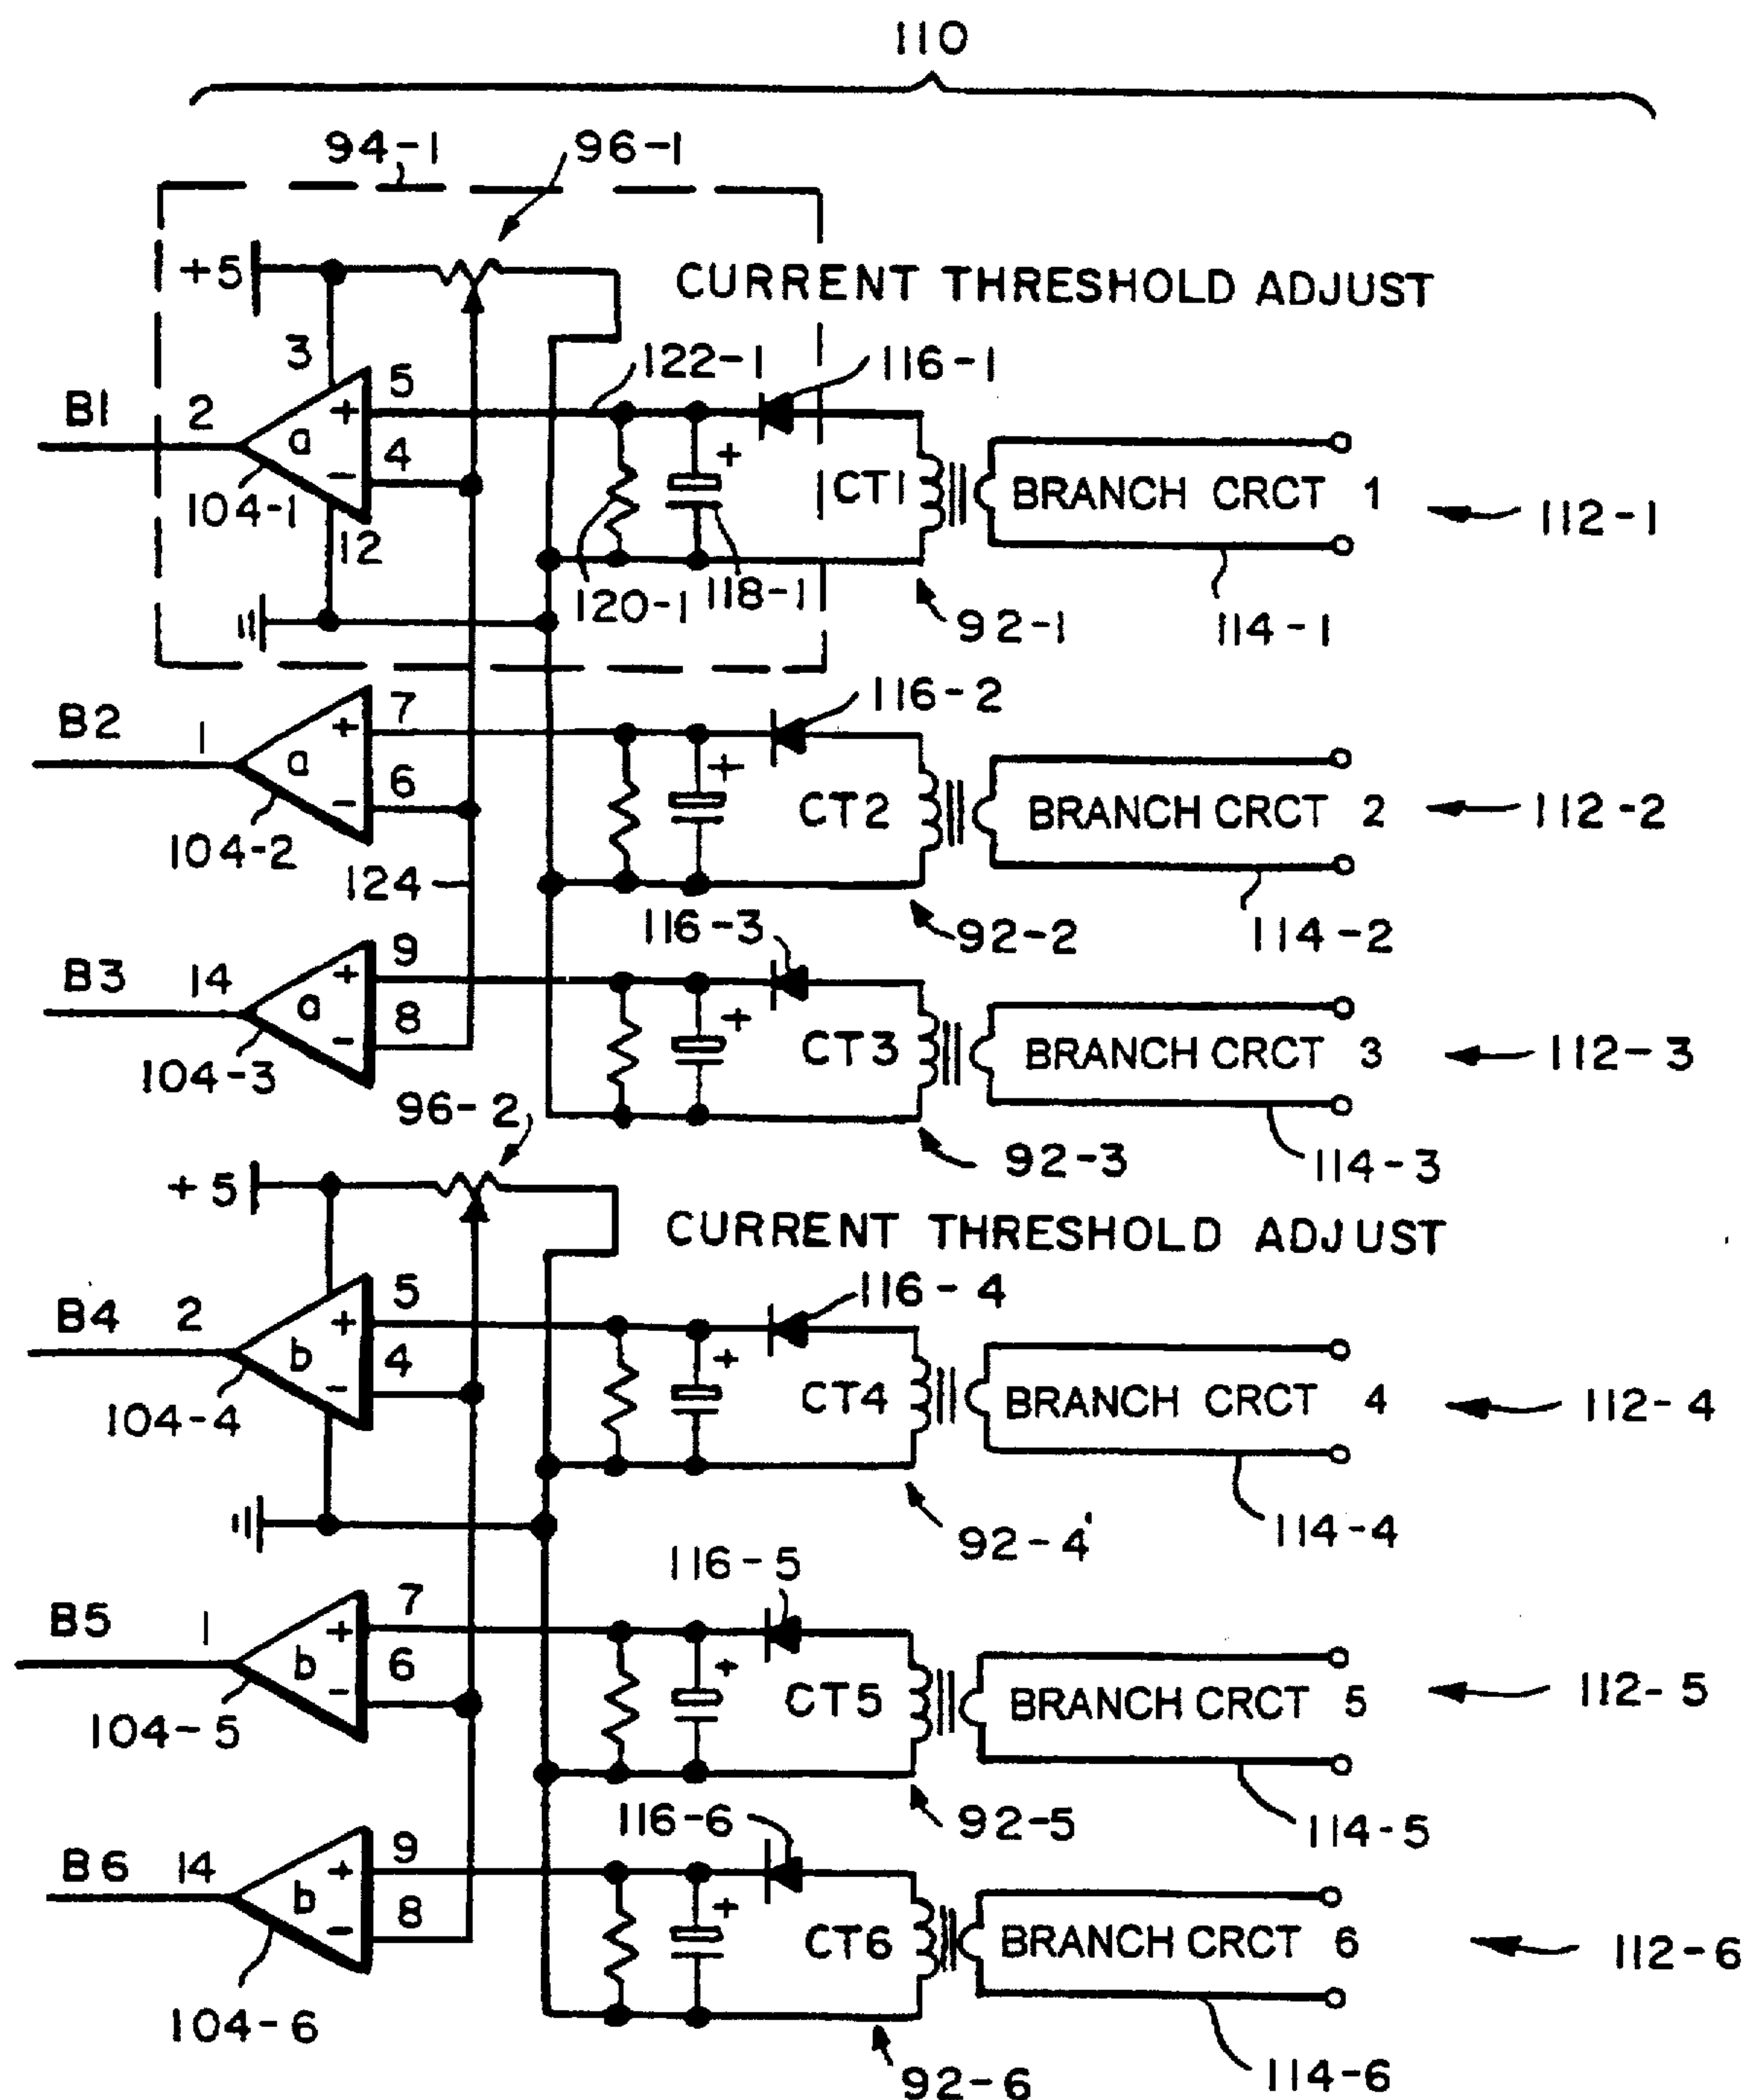 110
94-1 96-1
+5 CURRENT THRESHOLD ADJUST
3 122-1 116-1
B1 2 a + 5
- 4 + CT1 BRANCH CRCT 1 112-1
104-1 12 120-1 118-1 92-1 114-1
116-2
B2 1 a + 7
- 6 + CT2 BRANCH CRCT 2 112-2
104-2 124 92-2 114-2
116-3
B3 14 a + 9
- 8 + CT3 BRANCH CRCT 3 112-3
104-3 96-2 92-3 114-3
+5 CURRENT THRESHOLD ADJUST
116-4
B4 2 b + 5
- 4 + CT4 BRANCH CRCT 4 112-4
104-4 92-4 114-4
116-5
B5 1 b + 7
- 6 + CT5 BRANCH CRCT 5 112-5
104-5 92-5 114-5
116-6
B6 14 b + 9
- 8 + CT6 BRANCH CRCT 6 112-6
104-6 92-6 114-6